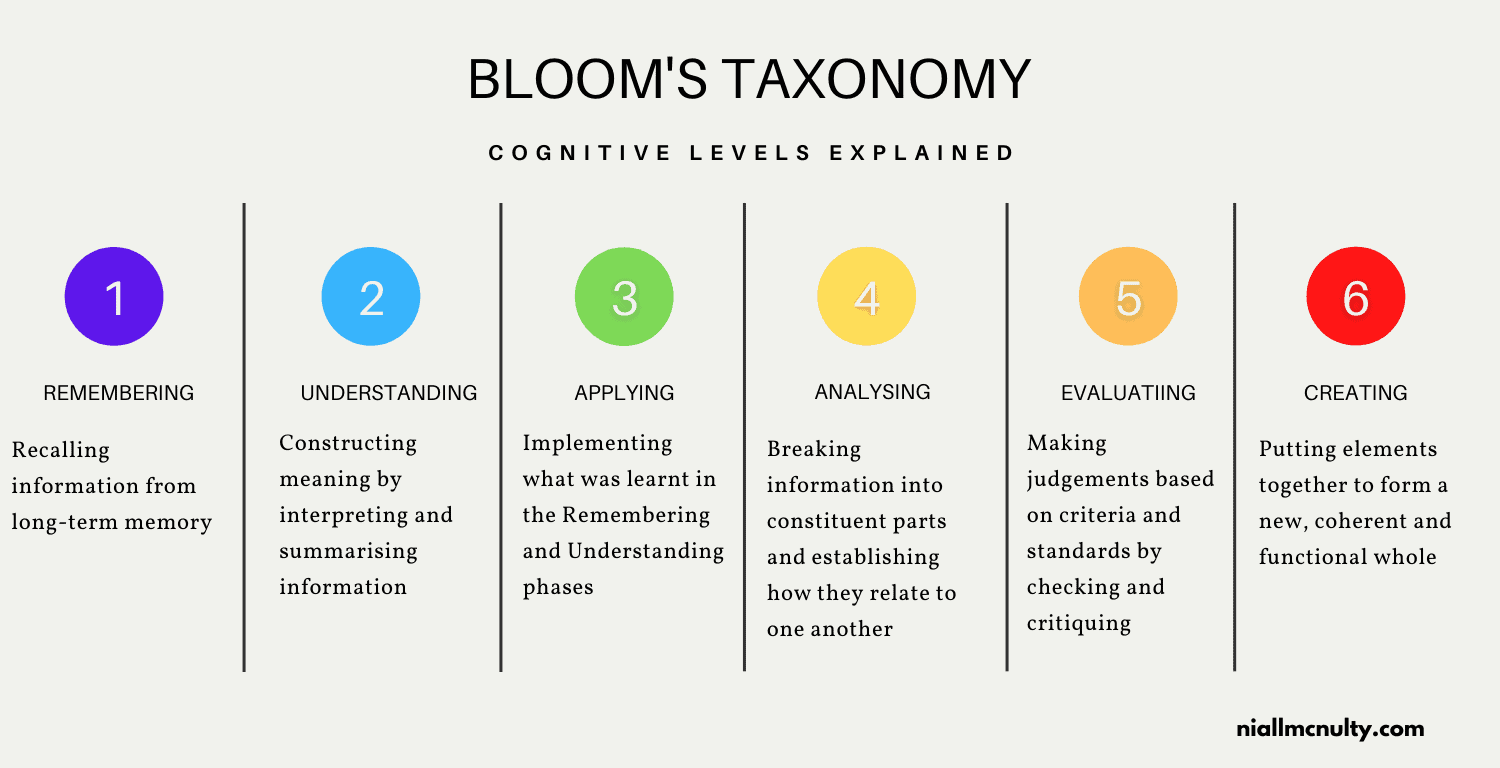 BLOOM'S TAXONOMY
COGNITIVE LEVELS EXPLAINED
1
REMEMBERING
Recalling
information from
long-term memory
2
UNDERSTANDING
Constructing
meaning by
interpreting and
summarising
information
3
APPLYING
Implementing
what was learnt in
the Remembering
and Understanding
phases
4
ANALYSING
Breaking
information into
constituent parts
and establishing
how they relate to
one another
5
EVALUATIING
Making
judgements based
on criteria and
standards by
checking and
critiquing
6
CREATING
Putting elements
together to form a
new, coherent and
functional whole
niallmcnulty.com